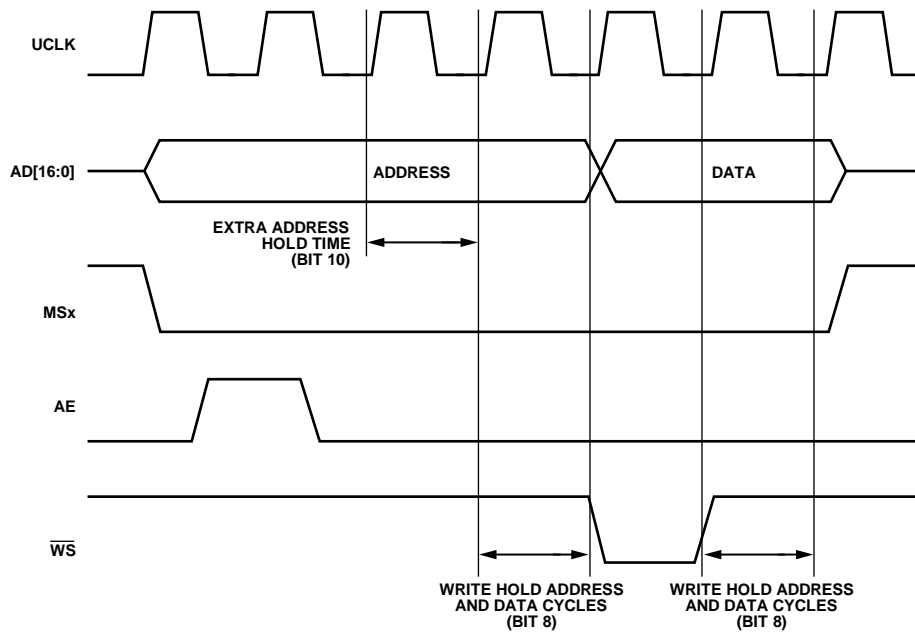 UCLK
AD[16:0]
ADDRESS
DATA
EXTRA ADDRESS
HOLD TIME
(BIT 10)
MSx
AE
WS
WRITE HOLD ADDRESS
AND DATA CYCLES
(BIT 8)
WRITE HOLD ADDRESS
AND DATA CYCLES
(BIT 8)